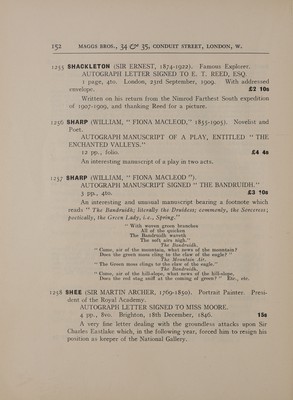 152 MAGGS BROS., 34 & 35, CONDUIT STREET, LONDON, W.
1255 SHACKLETON (SIR ERNEST, 1874-1922). Famous Explorer.
AUTOGRAPH LETTER SIGNED TO E. T. REED, ESQ.
1 page, 4to. London, 23rd September, 1909. With addressed
envelope. £2 10s
Written on his return from the Nimrod Farthest South expedition
of 1907-1909, and thanking Reed for a picture.
1256 SHARP (WILLIAM, " FIONA MACLEOD," 1855-1905). Novelist and
Poet.
AUTOGRAPH MANUSCRIPT OF A PLAY, ENTITLED " THE
ENCHANTED VALLEYS."
12 pp., folio. £4 4s
An interesting manuscript of a play in two acts.
1257 SHARP (WILLIAM, " FIONA MACLEOD ").
AUTOGRAPH MANUSCRIPT SIGNED " THE BANDRUIDH."
3 pp., 4to. £3 10s
An interesting and unusual manuscript bearing a footnote which
reads " The Bandruidh; literally the Druidess; commonly, the Sorceress;
poetically, the Green Lady, i.e., Spring."
" With woven green branches
All of the quicken
The Bandruidh waveth
The soft airs nigh."
The Bandruidh.
" Come, air of the mountain, what news of the mountain?
Does the green moss cling to the claw of the eagle? "
The Mountain Air.
" The Green moss clings to the claw of the eagle."
The Bandruidh.
" Come, air of the hill-slope, what news of the hill-slope,
Does the red stag sniff at the coming of green? " Etc., etc.
1258 SHEE (SIR MARTIN ARCHER, 1769-1850). Portrait Painter. Presi-
dent of the Royal Academy.
AUTOGRAPH LETTER SIGNED TO MISS MOORE.
4 pp., 8vo. Brighton, 18th December, 1846. 15s
A very fine letter dealing with the groundless attacks upon Sir
Charles Eastlake which, in the following year, forced him to resign his
position as keeper of the National Gallery.